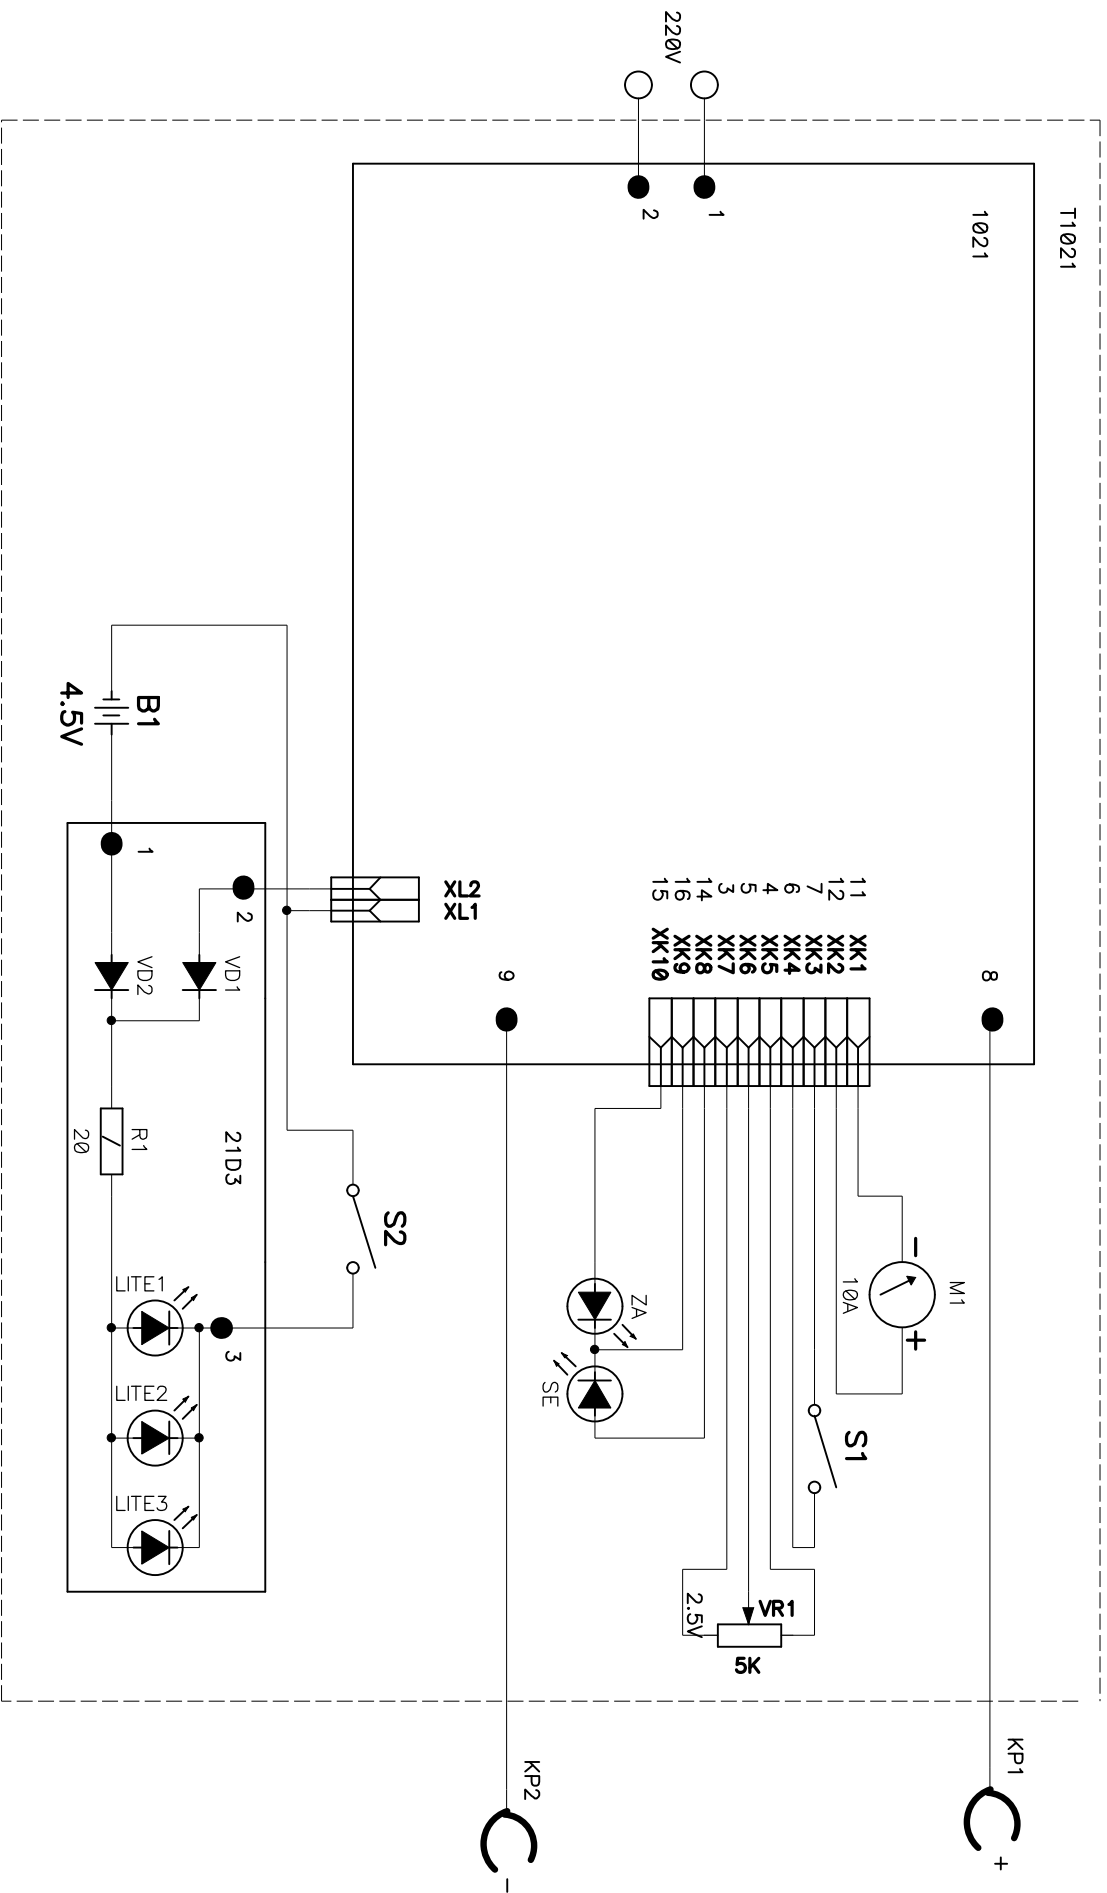 T1021
1021
220V
1
2
8
9
11 XK1
12 XK2
7 XK3
6 XK4
4 XK5
5 XK6
3 XK7
14 XK8
16 XK9
15 XK10
XL2
XL1
M1
-
+
10A
S1
VR1
5K
2.5V
ZA
SE
KP1
+
KP2
-
S2
B1
4.5V
21D3
1
2
3
VD1
VD2
R1
20
LITE1
LITE2
LITE3